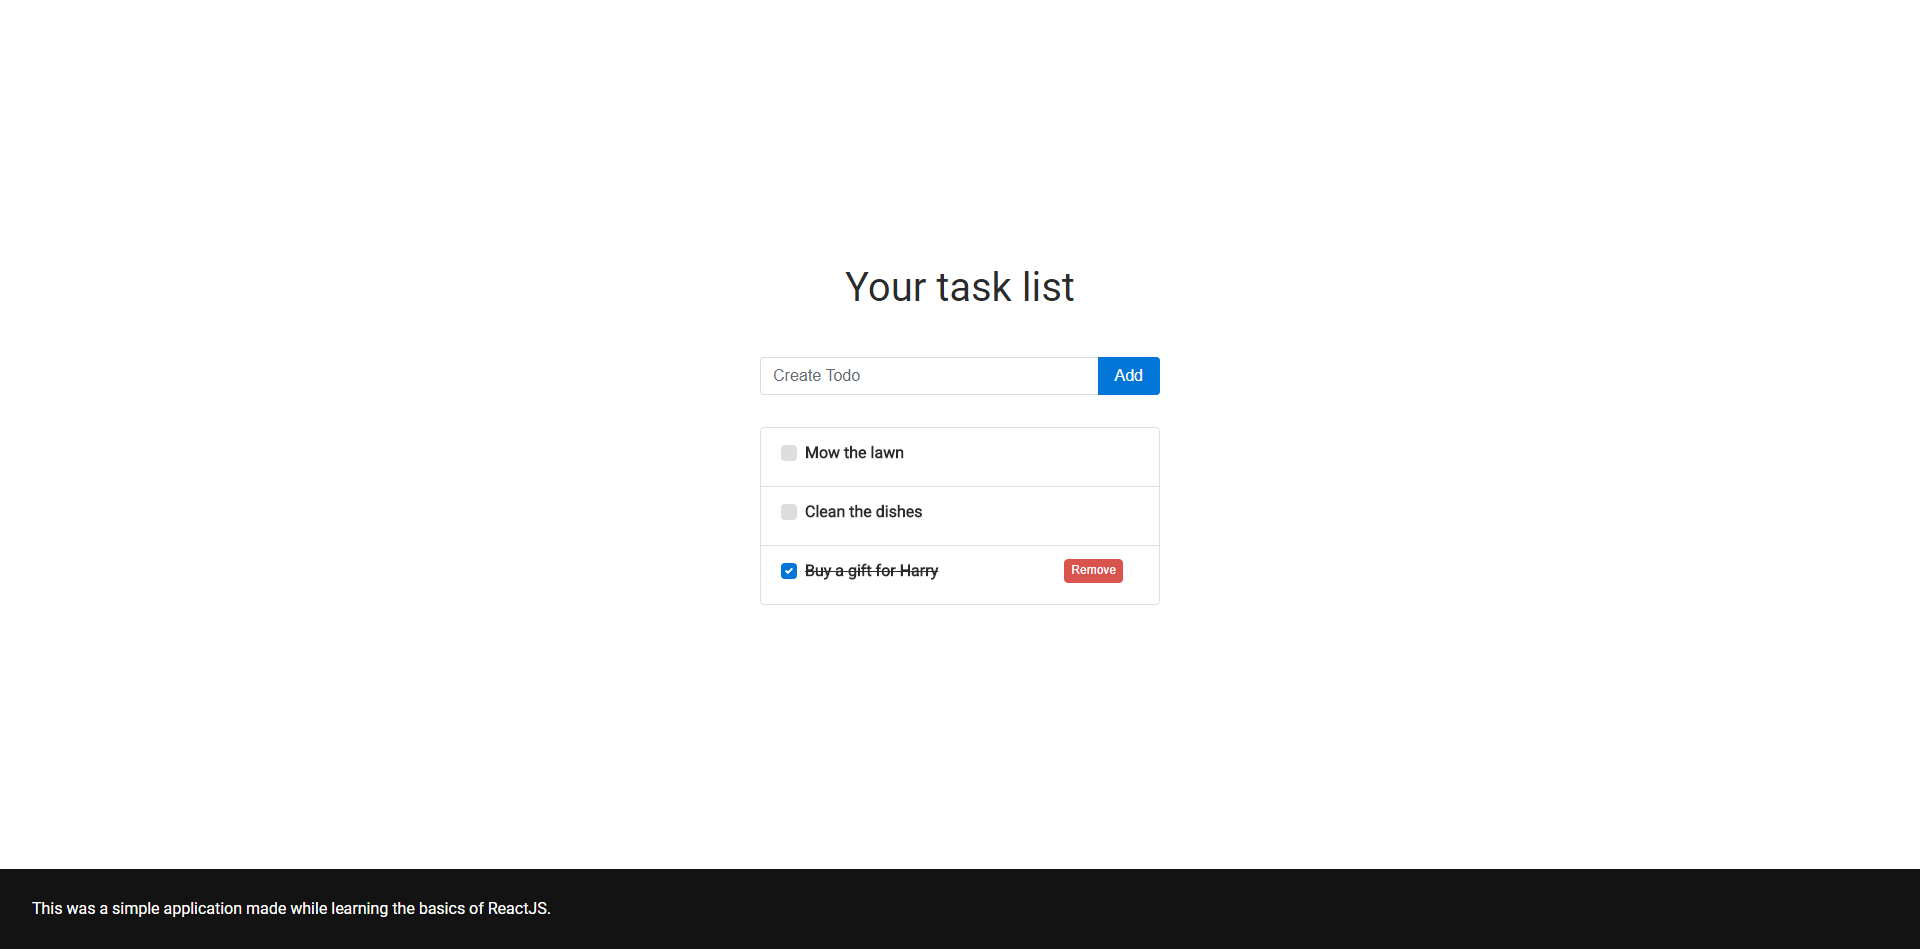 Your task list
Create Todo Add
Mow the lawn
Clean the dishes
Buy a gift for Harry Remove
This was a simple application made while learning the basics of ReactJS.